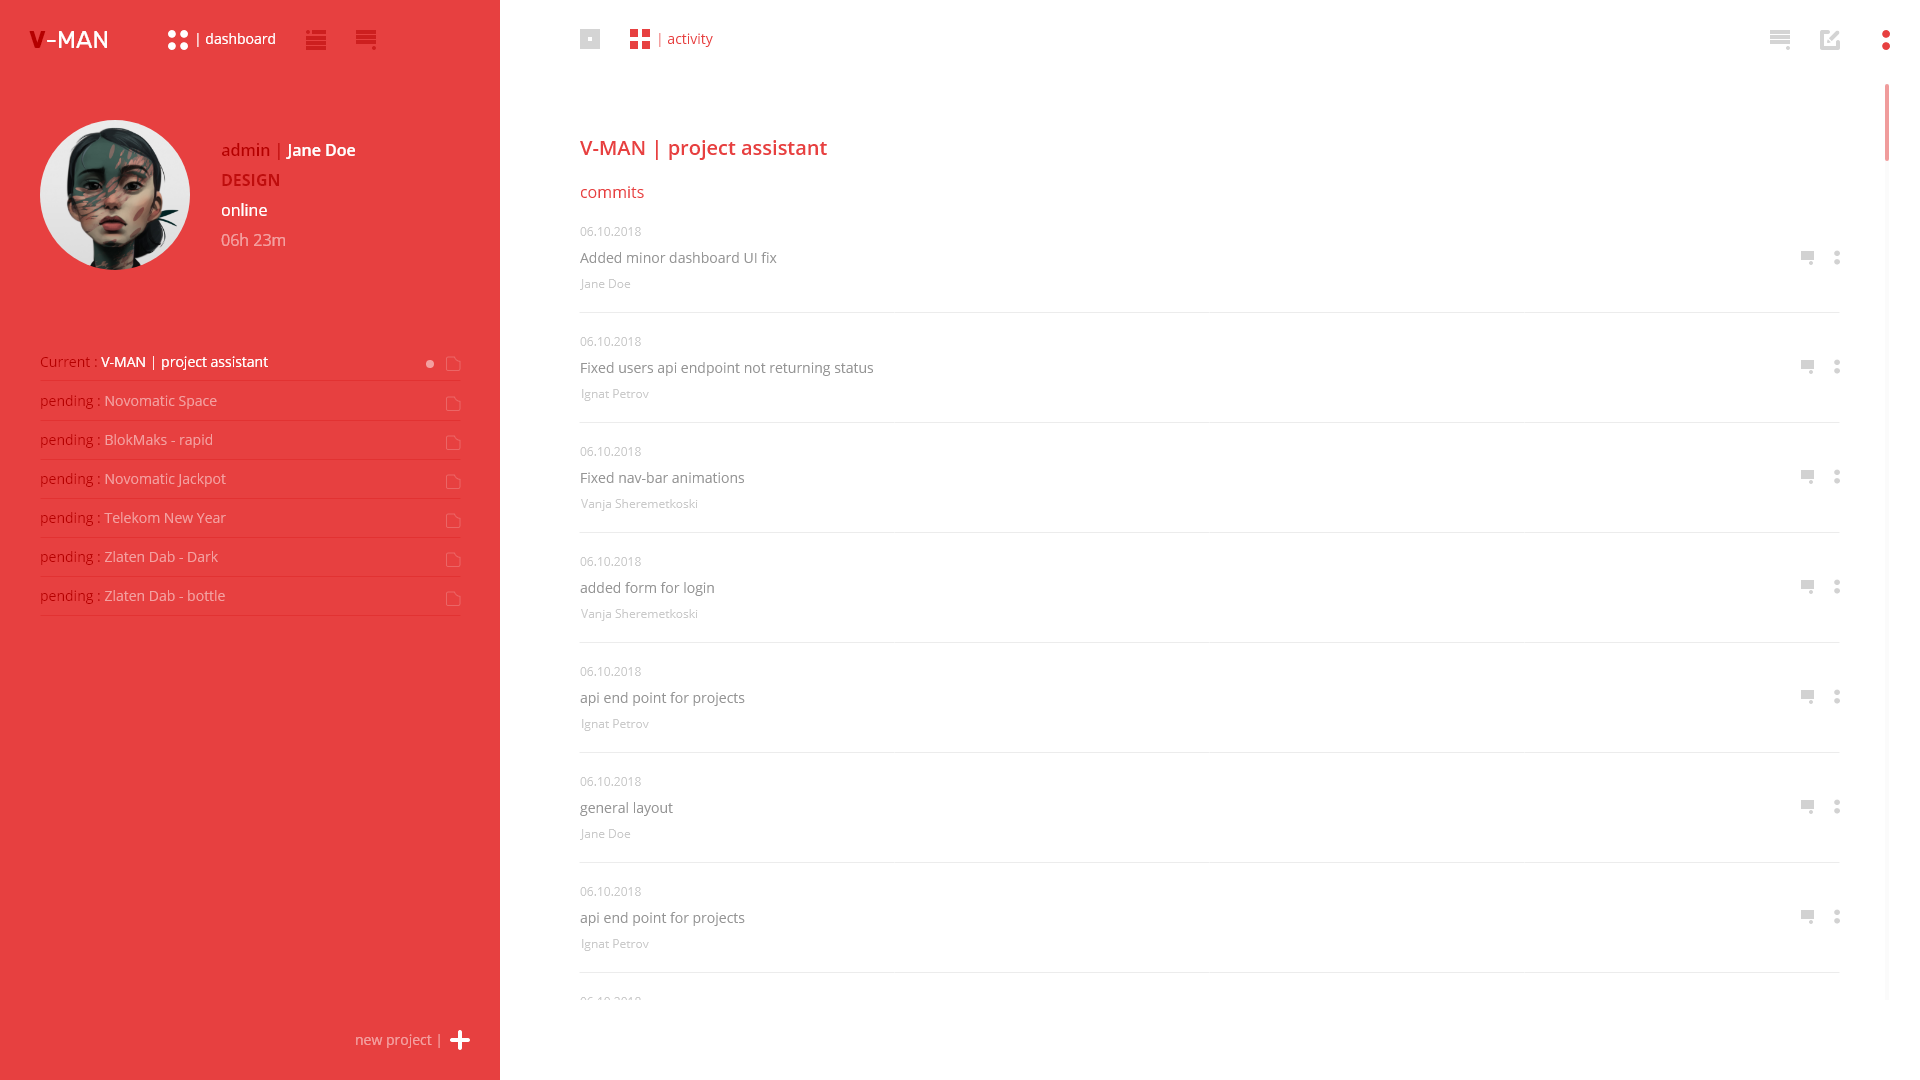 V-MAN
| dashboard
admin | Jane Doe
DESIGN
online
06h 23m
Current : V-MAN | project assistant
pending : Novomatic Space
pending : BlokMaks - rapid
pending : Novomatic Jackpot
pending : Telekom New Year
pending : Zlaten Dab - Dark
pending : Zlaten Dab - bottle
new project |
| activity
V-MAN | project assistant
commits
06.10.2018
Added minor dashboard UI fix
Jane Doe
06.10.2018
Fixed users api endpoint not returning status
Ignat Petrov
06.10.2018
Fixed nav-bar animations
Vanja Sheremetkoski
06.10.2018
added form for login
Vanja Sheremetkoski
06.10.2018
api end point for projects
Ignat Petrov
06.10.2018
general layout
Jane Doe
06.10.2018
api end point for projects
Ignat Petrov
06.10.2018